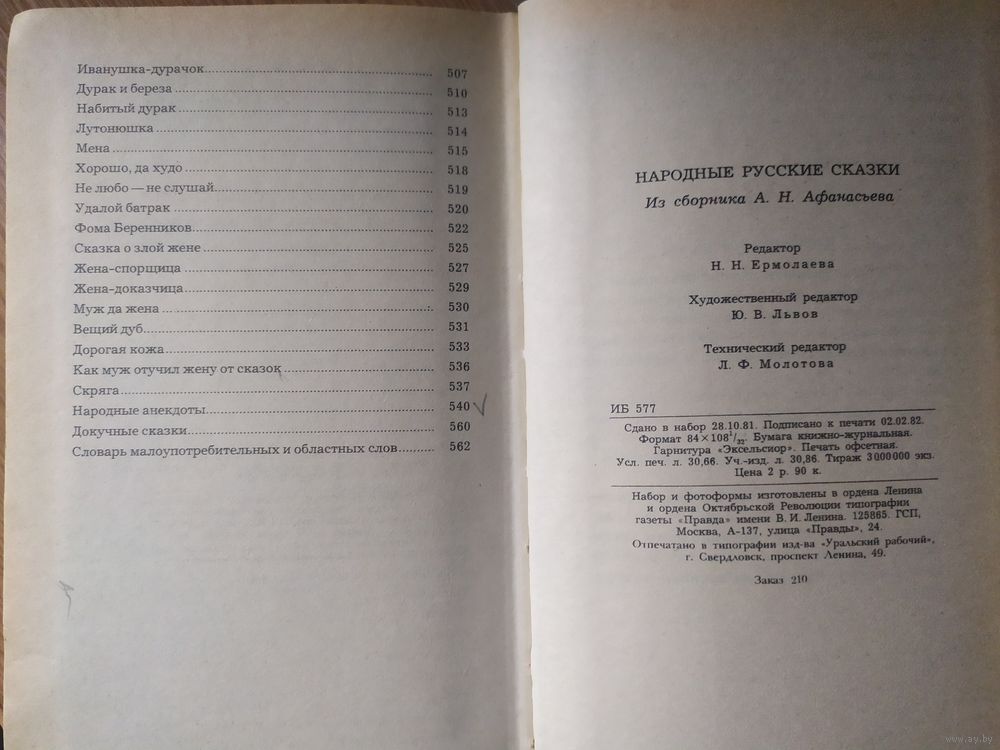 Иванушка-дурачок........ 507
Дурак и береза........ 510
Набитый дурак........ 513
Лутонюшка........ 514
Мена........ 515
Хорошо, да худо........ 518
Не любо — не слушай........ 519
Удалой батрак........ 520
Фома Беренников........ 522
Сказка о злой жене........ 525
Жена-спорщица........ 527
Жена-доказчица........ 529
Муж да жена........ 530
Вещий дуб........ 531
Дорогая кожа........ 533
Как муж отучил жену от сказок........ 536
Скряга........ 537
Народные анекдоты........ 540
Докучные сказки........ 560
Словарь малоупотребительных и областных слов........ 562
НАРОДНЫЕ РУССКИЕ СКАЗКИ
Из сборника А. Н. Афанасьева
Редактор
Н. Н. Ермолаева
Художественный редактор
Ю. В. Львов
Технический редактор
Л. Ф. Молотова
ИБ 577
Сдано в набор 28.10.81. Подписано к печати 02.02.82.
Формат 84×108¹/₃₂. Бумага книжно-журнальная.
Гарнитура «Эксельсиор». Печать офсетная.
Усл. печ. л. 30,66. Уч.-изд. л. 30,86. Тираж 3000000 экз.
Цена 2 р. 90 к.
Набор и фотоформы изготовлены в ордена Ленина
и ордена Октябрьской Революции типографии
газеты «Правда» имени В. И. Ленина. 125865. ГСП,
Москва, А-137, улица «Правды», 24.
Отпечатано в типографии изд-ва «Уральский рабочий»,
г. Свердловск, проспект Ленина, 49.
Заказ 210
www.ay.by